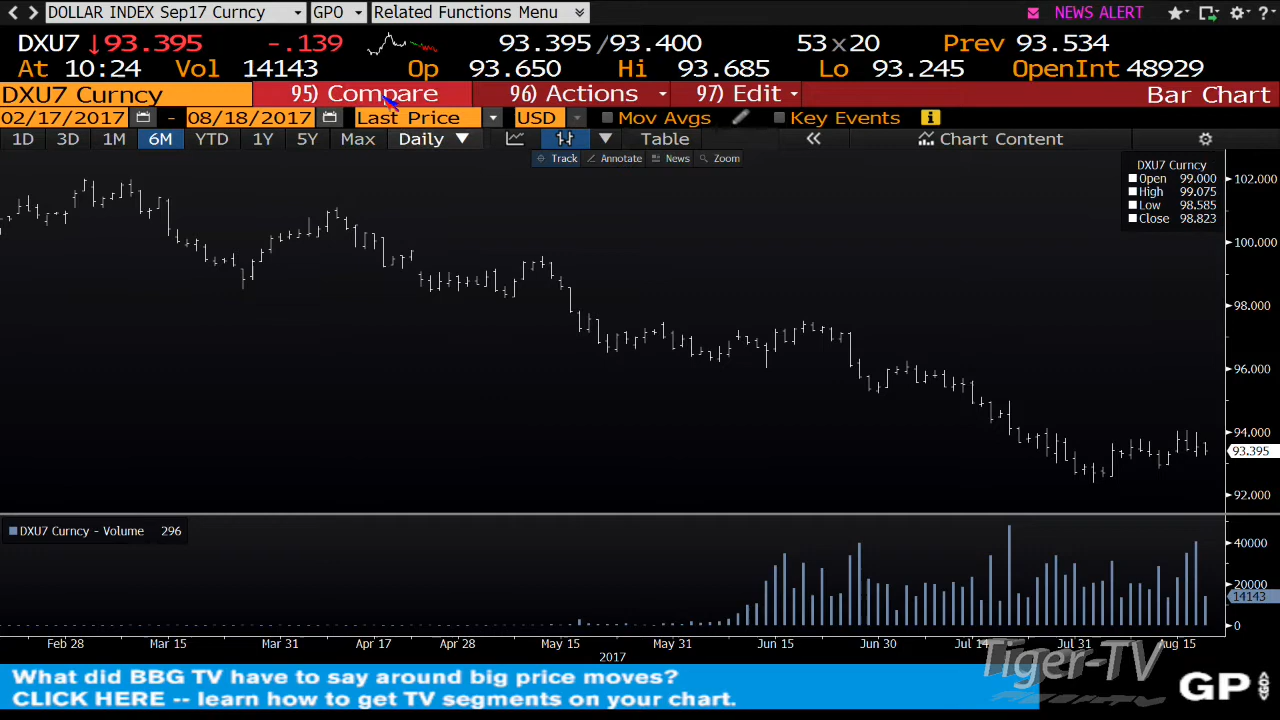 DOLLAR INDEX Sep17 Curncy GPO Related Functions Menu NEWS ALERT ?
DXU7 ↓93.395 -.139 93.395/93.400 53x20 Prev 93.534
At 10:24 Vol 14143 Op 93.650 Hi 93.685 Lo 93.245 OpenInt 48929
DXU7 Curncy 95) Compare 96) Actions 97) Edit Bar Chart
02/17/2017 - 08/18/2017 Last Price USD Mov Avgs Key Events i
1D 3D 1M 6M YTD 1Y 5Y Max Daily Table « Chart Content
Track Annotate News Zoom
DXU7 Curncy
Open 99.000
High 99.075
Low 98.585
Close 98.823
102.000
100.000
98.000
96.000
94.000
93.395
92.000
DXU7 Curncy - Volume 296
40000
20000
14143
0
Feb 28 Mar 15 Mar 31 Apr 17 Apr 28 May 15 May 31 Jun 15 Jun 30 Jul 14 Jul 31 Aug 15
2017
Tiger-TV
What did BBG TV have to say around big price moves?
CLICK HERE -- learn how to get TV segments on your chart.
GP GO